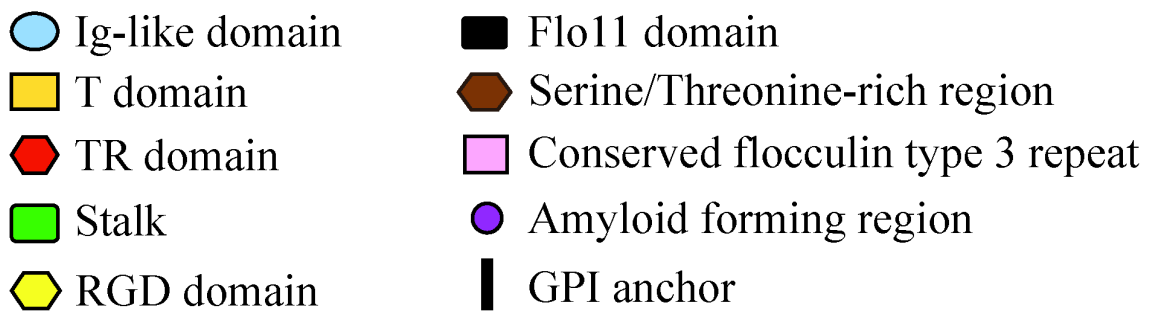 Ig-like domain
T domain
TR domain
Stalk
RGD domain
Flo11 domain
Serine/Threonine-rich region
Conserved flocculin type 3 repeat
Amyloid forming region
GPI anchor